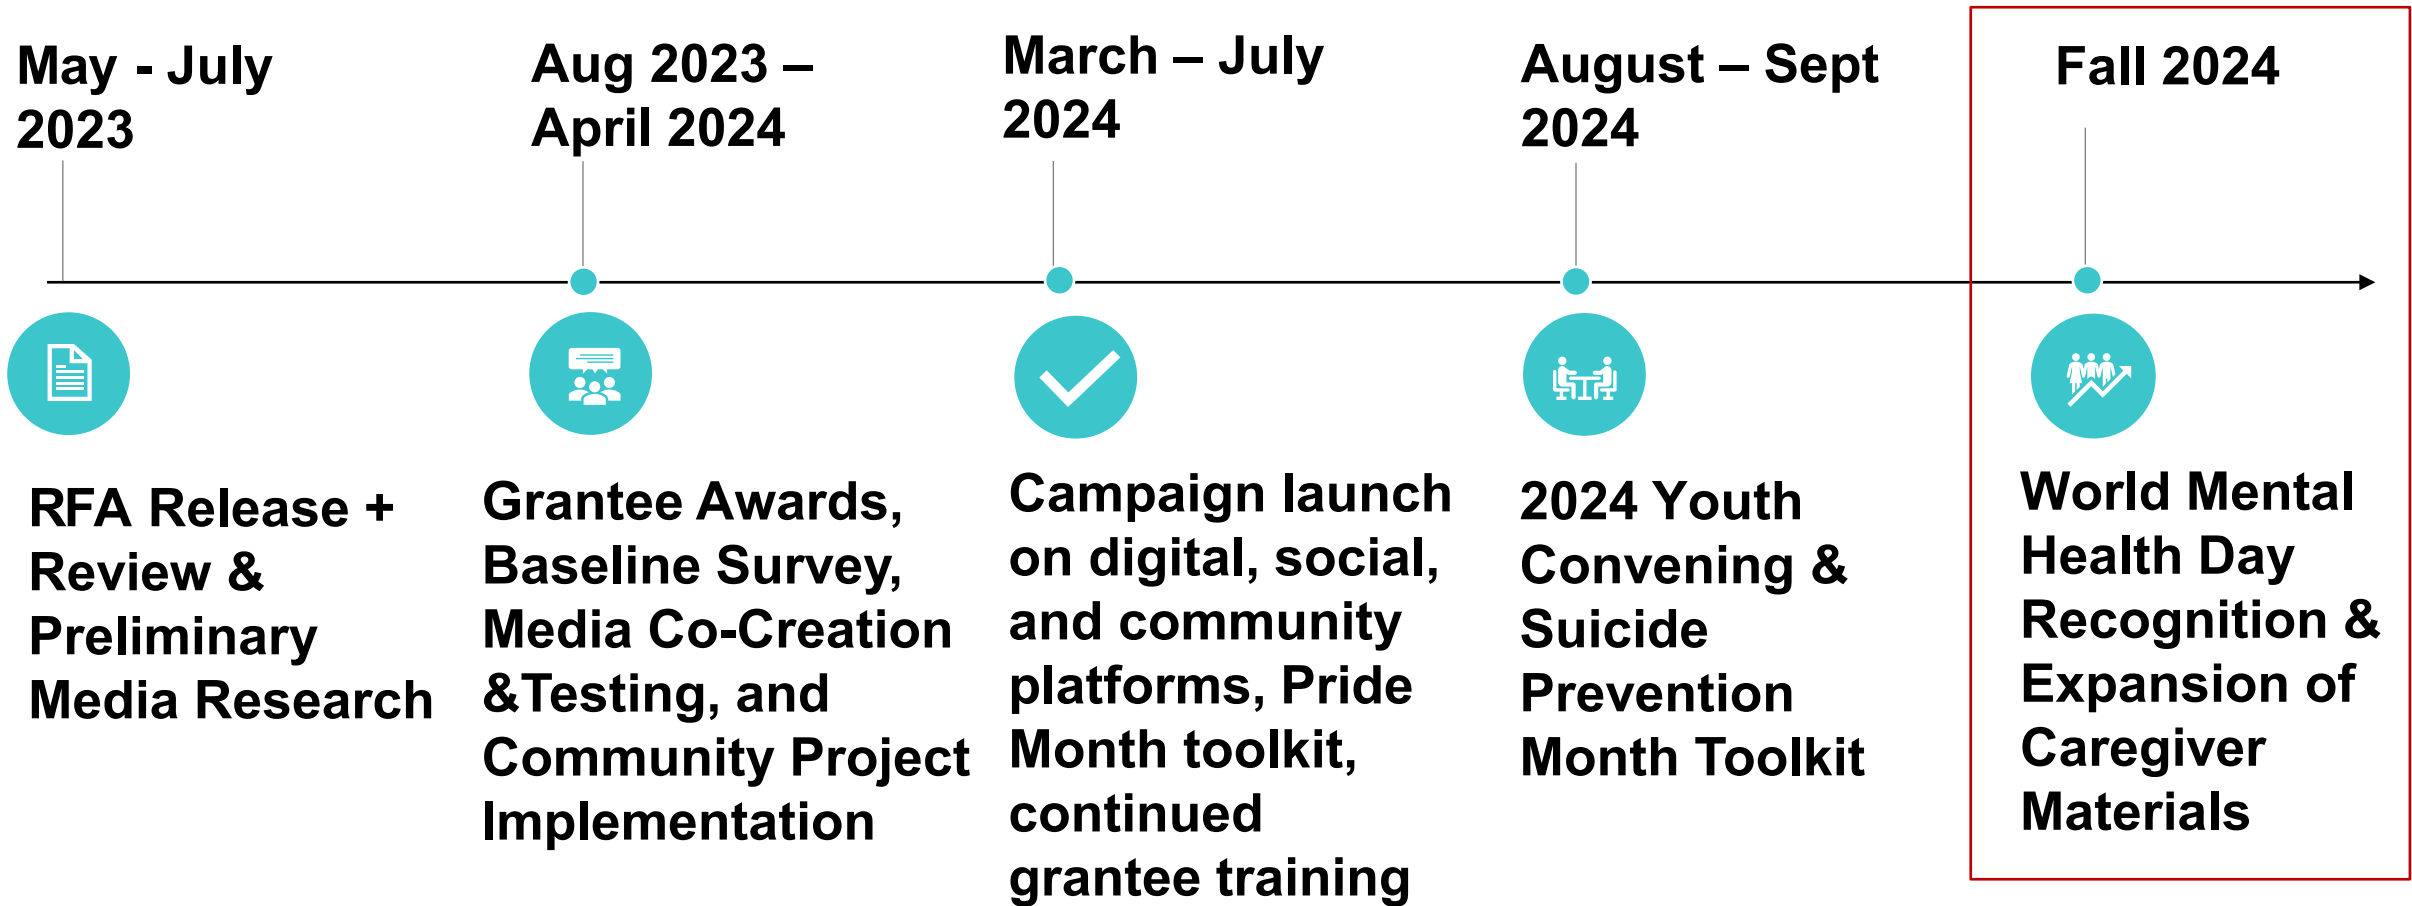 May - July
2023
Aug 2023 –
April 2024
March – July
2024
August – Sept
2024
Fall 2024
RFA Release +
Review &
Preliminary
Media Research
Grantee Awards,
Baseline Survey,
Media Co-Creation
&Testing, and
Community Project
Implementation
Campaign launch
on digital, social,
and community
platforms, Pride
Month toolkit,
continued
grantee training
2024 Youth
Convening &
Suicide
Prevention
Month Toolkit
World Mental
Health Day
Recognition &
Expansion of
Caregiver
Materials